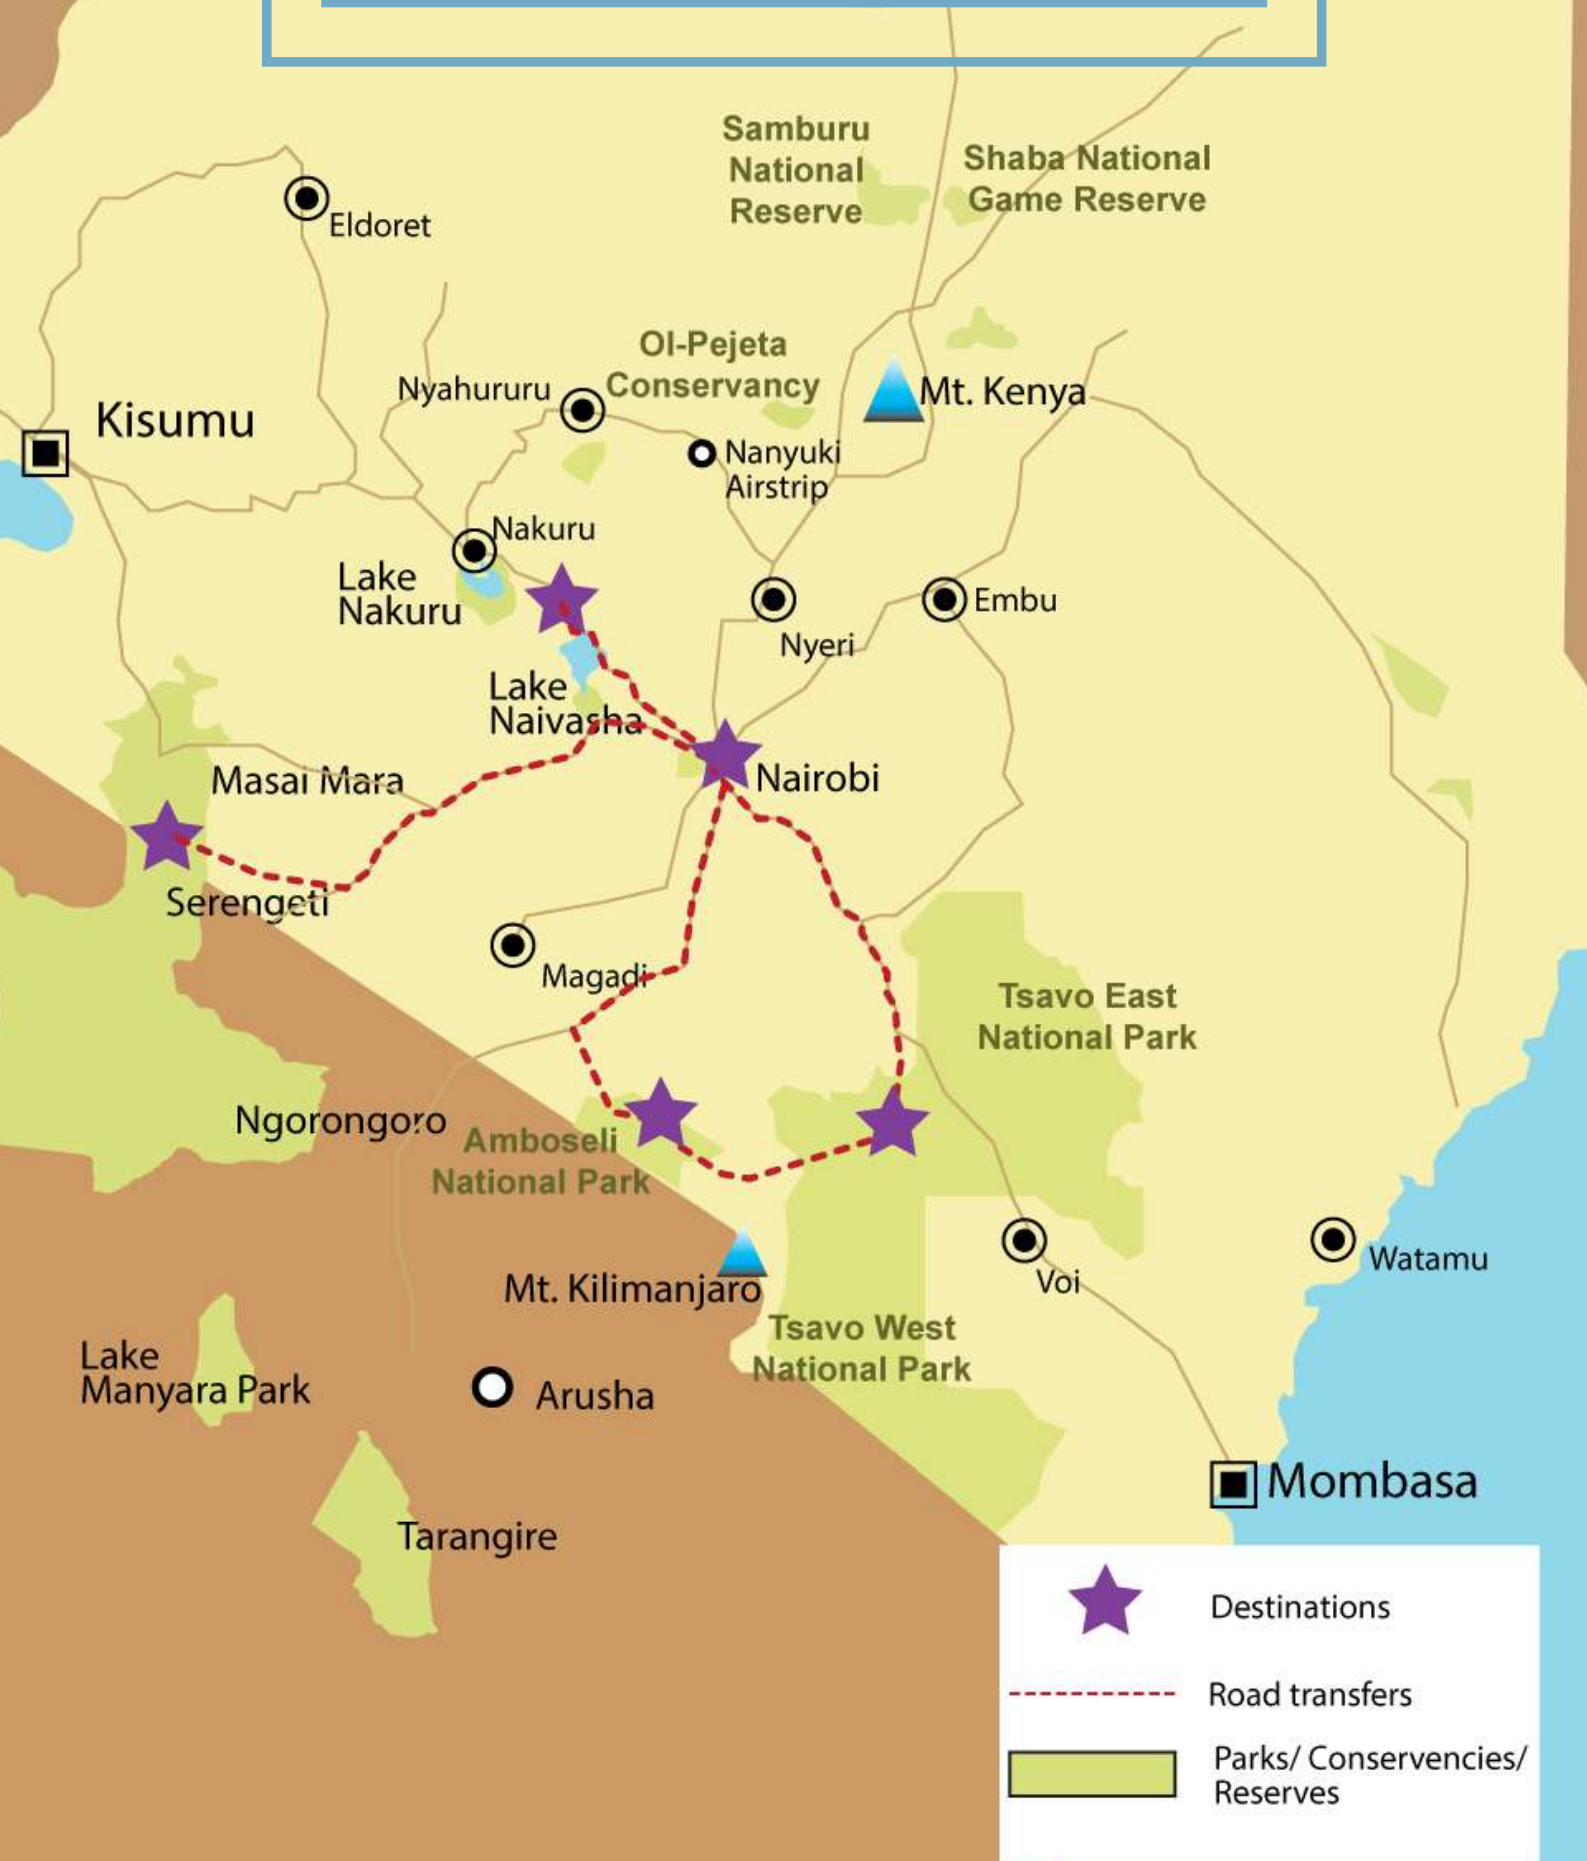 Samburu
National
Reserve
Shaba National
Game Reserve
Eldoret
Ol-Pejeta
Conservancy
Nyahururu
Mt. Kenya
Kisumu
Nanyuki
Airstrip
Nakuru
Lake
Nakuru
Embu
Nyeri
Lake
Naivasha
Masai Mara
Nairobi
Serengeti
Magadi
Tsavo East
National Park
Ngorongoro
Amboseli
National Park
Watamu
Voi
Mt. Kilimanjaro
Tsavo West
National Park
Lake
Manyara Park
Arusha
Mombasa
Tarangire
Destinations
Road transfers
Parks/ Conservencies/
Reserves